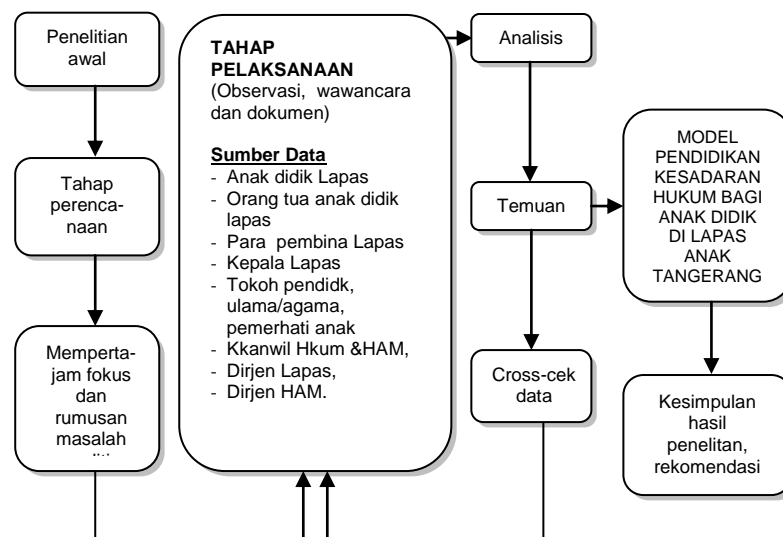 Penelitian
awal
Tahap
perenca-
naan
Memperta-
jam fokus
dan
rumusan
masalah
TAHAP
PELAKSANAAN
(Observasi, wawancara
dan dokumen)
Sumber Data
- Anak didik Lapas
- Orang tua anak didik
lapas
- Para pembina Lapas
- Kepala Lapas
- Tokoh pendidk,
ulama/agama,
pemerhati anak
- Kkanwil Hkum &HAM,
- Dirjen Lapas,
- Dirjen HAM.
Analisis
Temuan
Cross-cek
data
MODEL
PENDIDIKAN
KESADARAN
HUKUM BAGI
ANAK DIDIK
DI LAPAS
ANAK
TANGERANG
Kesimpulan
hasil
penelitan,
rekomendasi